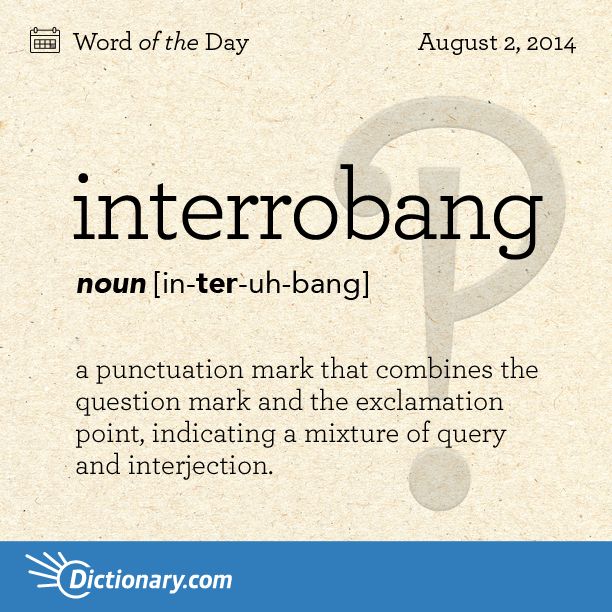 Word of the Day
August 2, 2014
interrobang
noun [in-ter-uh-bang]
a punctuation mark that combines the
question mark and the exclamation
point, indicating a mixture of query
and interjection.
Dictionary.com